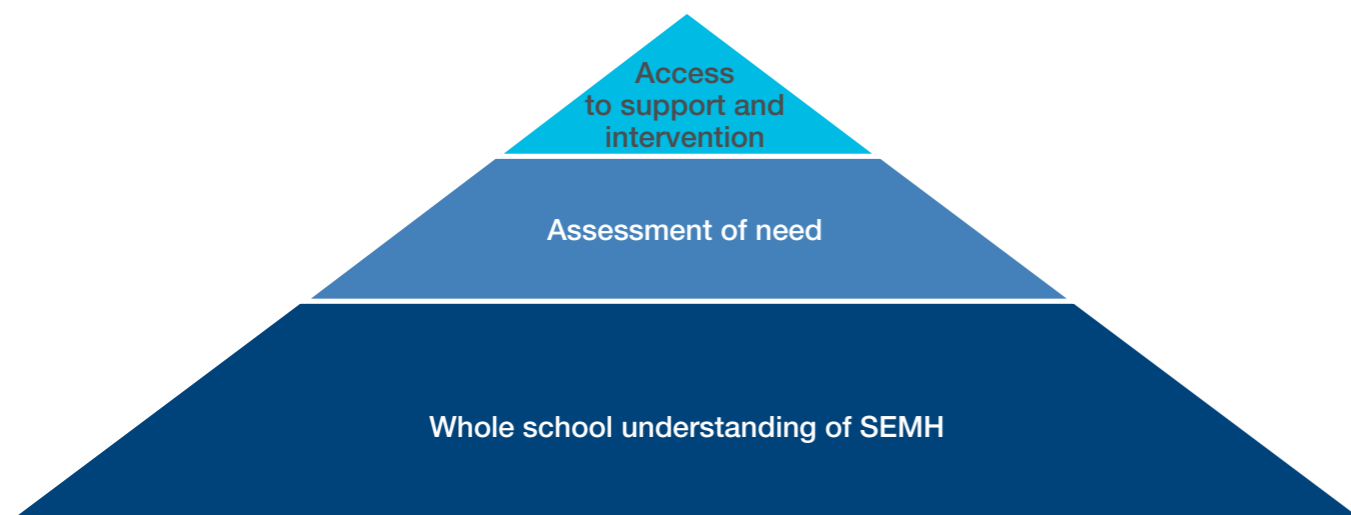 Access
to support and
intervention
Assessment of need
Whole school understanding of SEMH